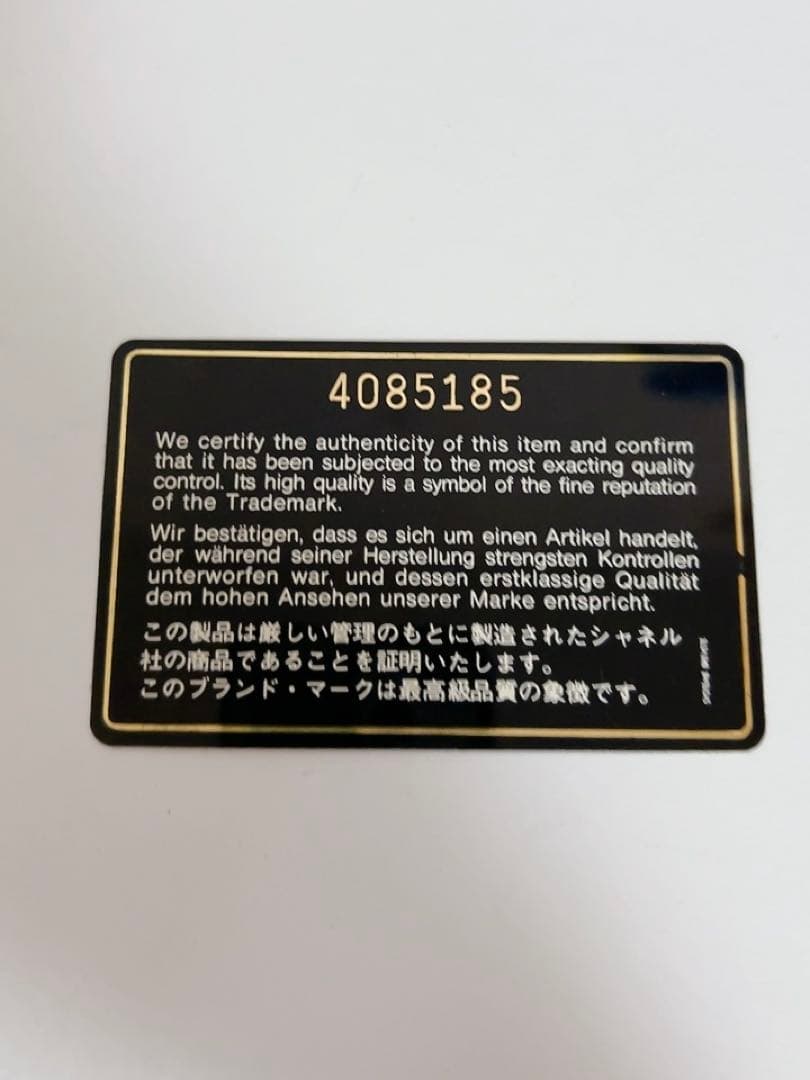 4085185
We certify the authenticity of this item and confirm
that it has been subjected to the most exacting quality
control. Its high quality is a symbol of the fine reputation
of the Trademark.
Wir bestätigen, dass es sich um einen Artikel handelt,
der während seiner Herstellung strengsten Kontrollen
unterworfen war, und dessen erstklassige Qualität
dem hohen Ansehen unserer Marke entspricht.
この製品は厳しい管理のもとに製造されたシャネル
社の商品であることを証明いたします。
このブランド・マークは最高級品質の象徴です。